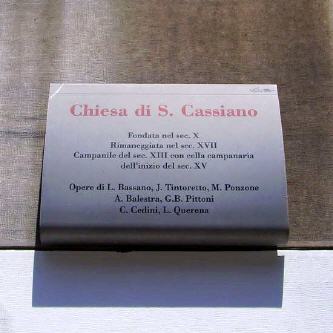 Chiesa di S. Cassiano
Fondata nel sec. X
Rimaneggiata nel sec. XVII
Campanile del sec. XIII con cella campanaria
dell'inizio del sec. XV
Opere di L. Bassano, J. Tintoretto, M. Ponzone
A. Balestra, G.B. Pittoni
C. Cedini, L. Querena